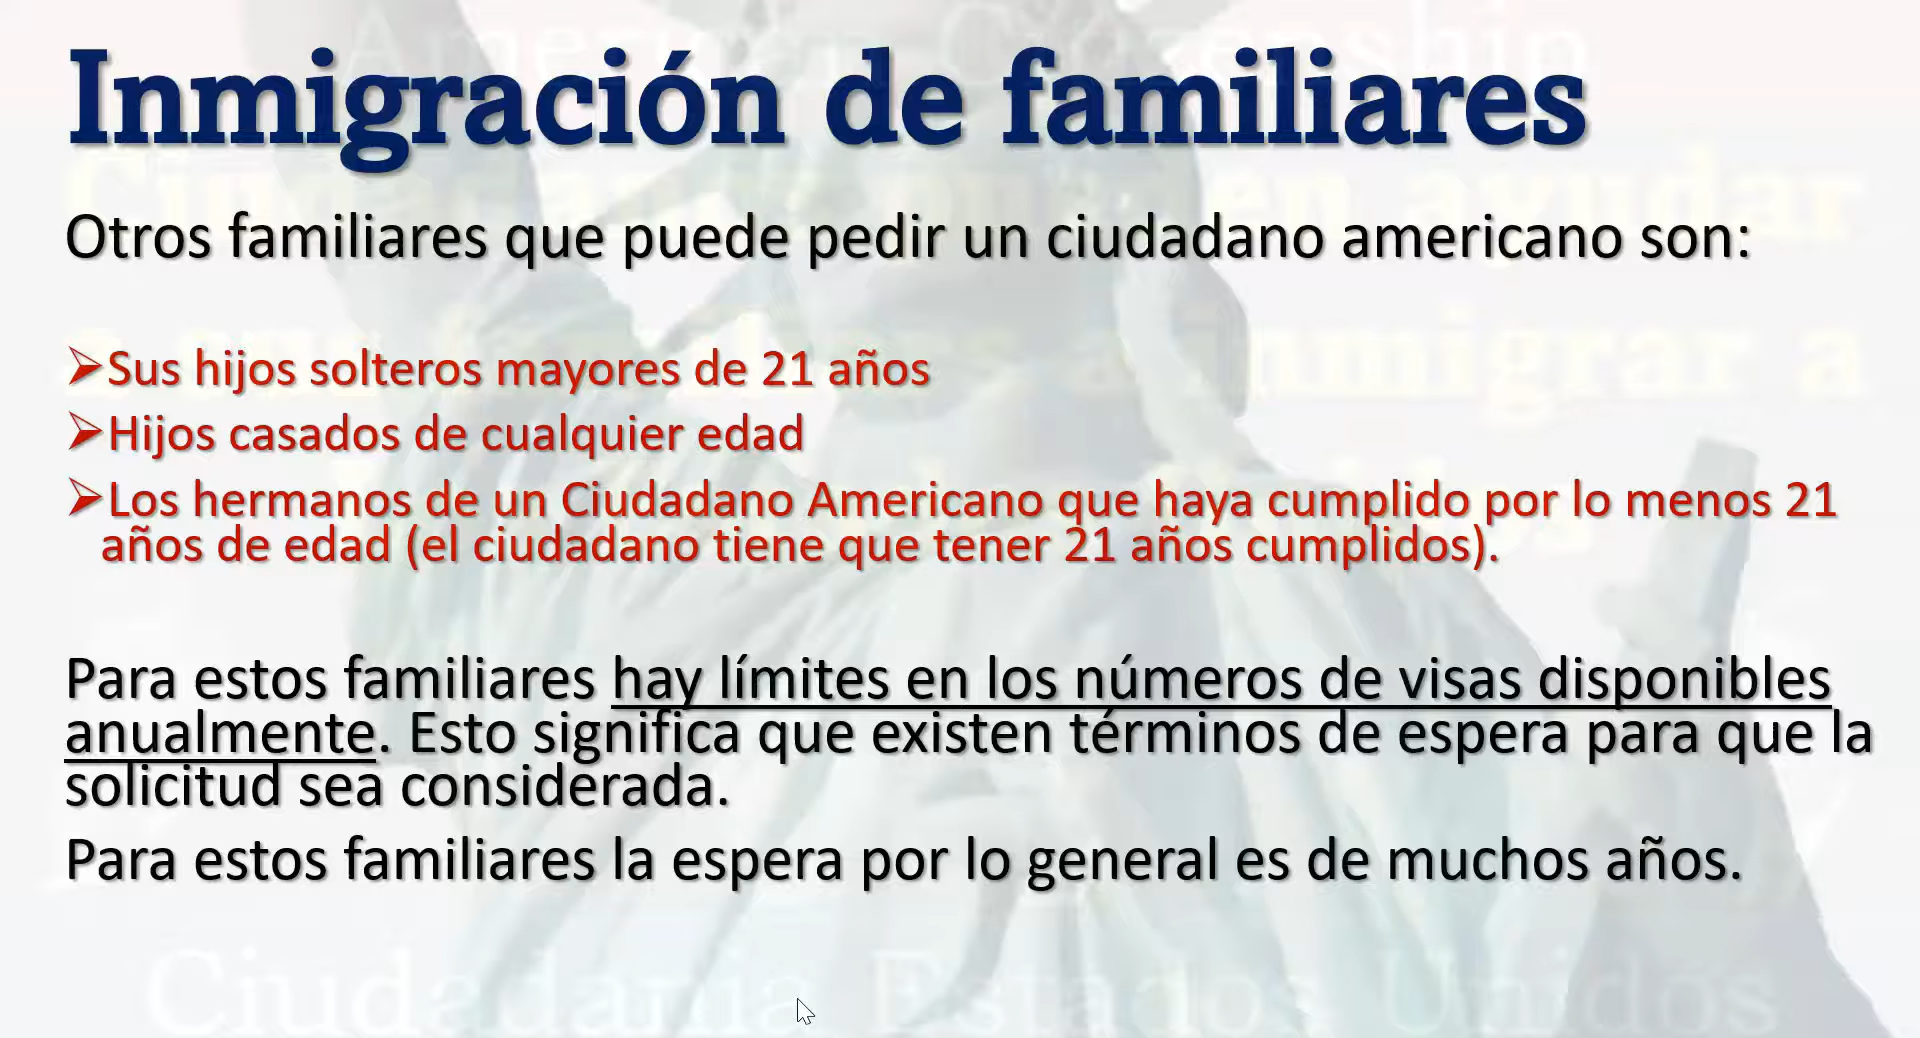 Inmigración de familiares
Otros familiares que puede pedir un ciudadano americano son:
➢Sus hijos solteros mayores de 21 años
➢Hijos casados de cualquier edad
➢Los hermanos de un Ciudadano Americano que haya cumplido por lo menos 21
años de edad (el ciudadano tiene que tener 21 años cumplidos).
Para estos familiares hay límites en los números de visas disponibles
anualmente. Esto significa que existen términos de espera para que la
solicitud sea considerada.
Para estos familiares la espera por lo general es de muchos años.
Ciudadania Estados Unidos